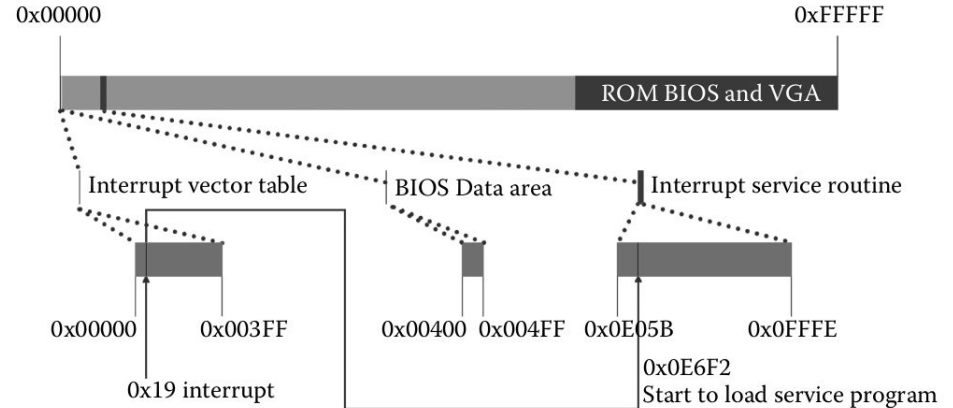 0x00000
0xFFFFF
ROM BIOS and VGA
Interrupt vector table
BIOS Data area
Interrupt service routine
0x00000
0x003FF
0x00400
0x004FF
0x0E05B
0x0FFFE
0x19 interrupt
0x0E6F2
Start to load service program